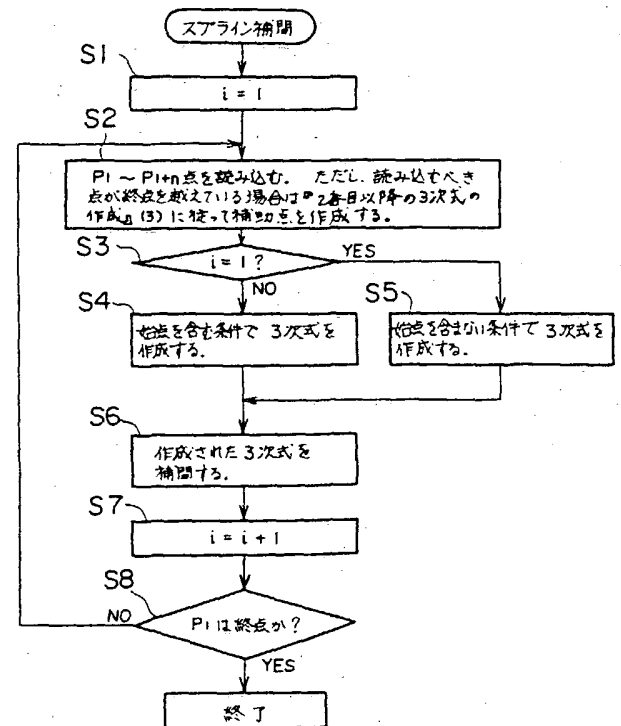 スプライン補間
S1
i = 1
S2
P1 ~ P1+n 点を読み込む。 ただし、読み込むべき
点が終点を越えている場合は『2番目以降の3次式の
作成』(3) に従って補助点を作成する。
S3
i = 1 ?
YES
NO
S4
始点を含む条件で 3次式を
作成する.
S5
始点を含まない条件で 3次式を
作成する.
S6
作成された 3次式を
補間する.
S7
i = i + 1
S8
P1 は終点か?
NO
YES
終了